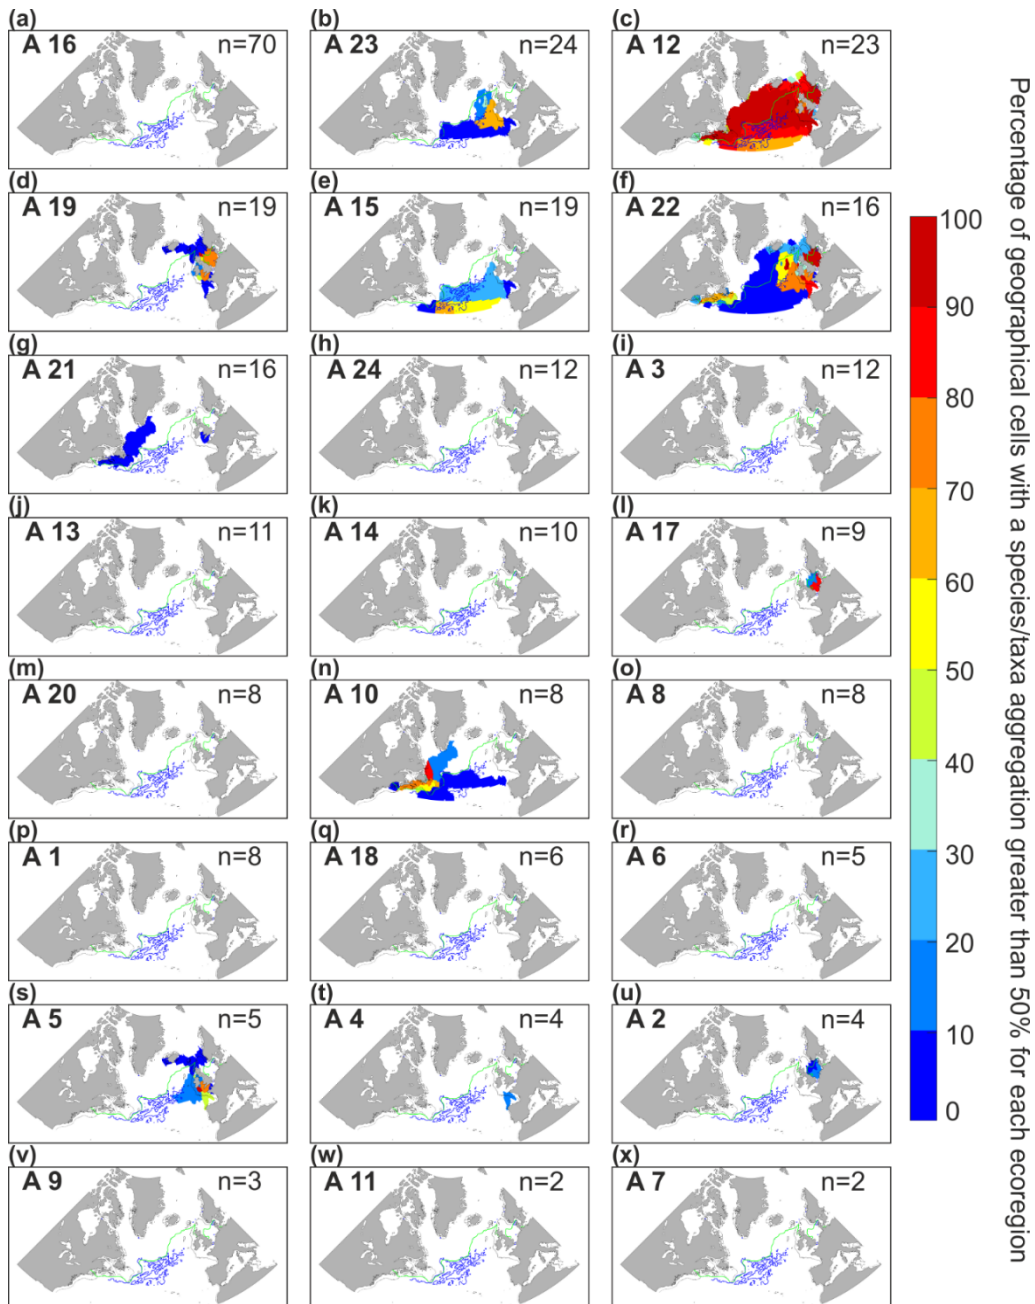 (a) (b) (c)
A 16 n=70 A 23 n=24 A 12 n=23
(d) (e) (f)
A 19 n=19 A 15 n=19 A 22 n=16
(g) (h) (i)
A 21 n=16 A 24 n=12 A 3 n=12
(j) (k) (l)
A 13 n=11 A 14 n=10 A 17 n=9
(m) (n) (o)
A 20 n=8 A 10 n=8 A 8 n=8
(p) (q) (r)
A 1 n=8 A 18 n=6 A 6 n=5
(s) (t) (u)
A 5 n=5 A 4 n=4 A 2 n=4
(v) (w) (x)
A 9 n=3 A 11 n=2 A 7 n=2
100
90
80
70
60
50
40
30
20
10
0
Percentage of geographical cells with a species/taxa aggregation greater than 50% for each ecoregion